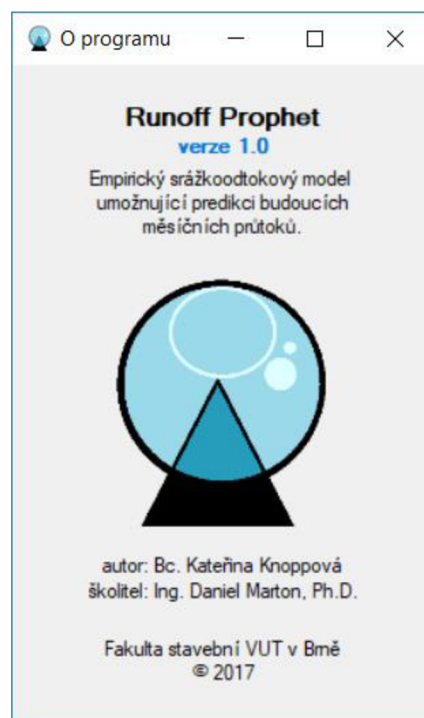 O programu
Runoff Prophet
verze 1.0
Empirický srážkoodtokový model
umožnující predikci budoucích
měsíčních průtoků.
autor: Bc. Kateřina Knoppová
školitel: Ing. Daniel Marton, Ph.D.
Fakulta stavební VUT v Brně
© 2017